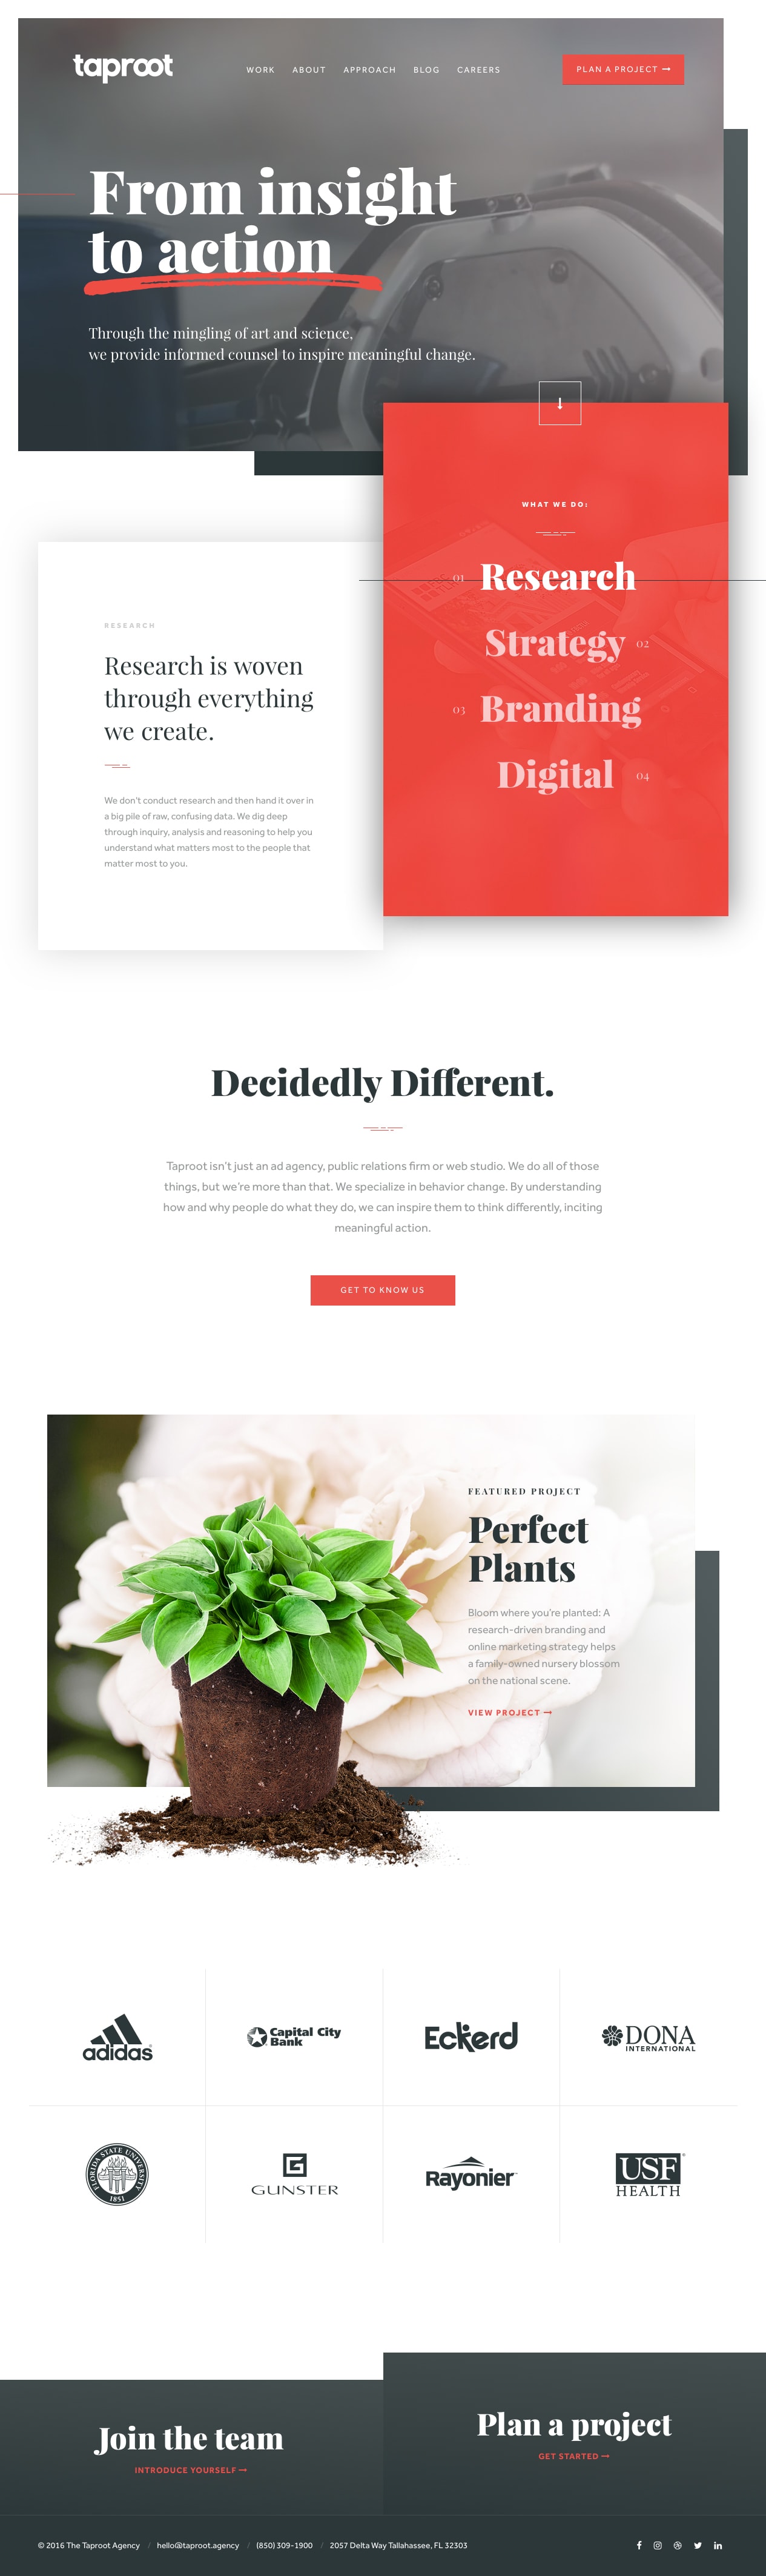 taproot
WORK ABOUT APPROACH BLOG CAREERS
PLAN A PROJECT
From insight
to action
Through the mingling of art and science,
we provide informed counsel to inspire meaningful change.
WHAT WE DO:
01 Research
Strategy 02
03 Branding
Digital 04
RESEARCH
Research is woven
through everything
we create.
We don't conduct research and then hand it over in
a big pile of raw, confusing data. We dig deep
through inquiry, analysis and reasoning to help you
understand what matters most to the people that
matter most to you.
Decidedly Different.
Taproot isn't just an ad agency, public relations firm or web studio. We do all of those
things, but we're more than that. We specialize in behavior change. By understanding
how and why people do what they do, we can inspire them to think differently, inciting
meaningful action.
GET TO KNOW US
FEATURED PROJECT
Perfect
Plants
Bloom where you're planted: A
research-driven branding and
online marketing strategy helps
a family-owned nursery blossom
on the national scene.
VIEW PROJECT
adidas
Capital City
Bank
Eckerd
DONA
INTERNATIONAL
FLORIDA STATE UNIVERSITY
1851
G
GUNSTER
Rayonier
USF
HEALTH
Join the team
INTRODUCE YOURSELF
Plan a project
GET STARTED
© 2016 The Taproot Agency / hello@taproot.agency / (850) 309-1900 / 2057 Delta Way Tallahassee, FL 32303